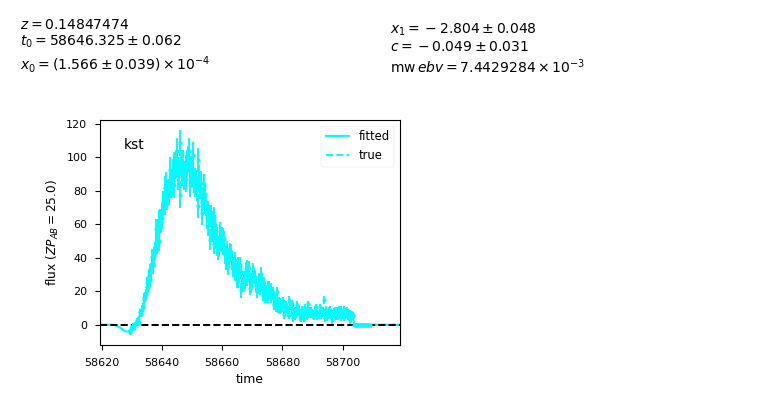 z = 0.14847474
t₀ = 58646.325 ± 0.062
x₀ = (1.566 ± 0.039) × 10⁻⁴
x₁ = −2.804 ± 0.048
c = −0.049 ± 0.031
mw ebv = 7.4429284 × 10⁻³
kst
fitted
true
120
100
80
60
40
20
0
flux (ZP_AB = 25.0)
58620 58640 58660 58680 58700
time